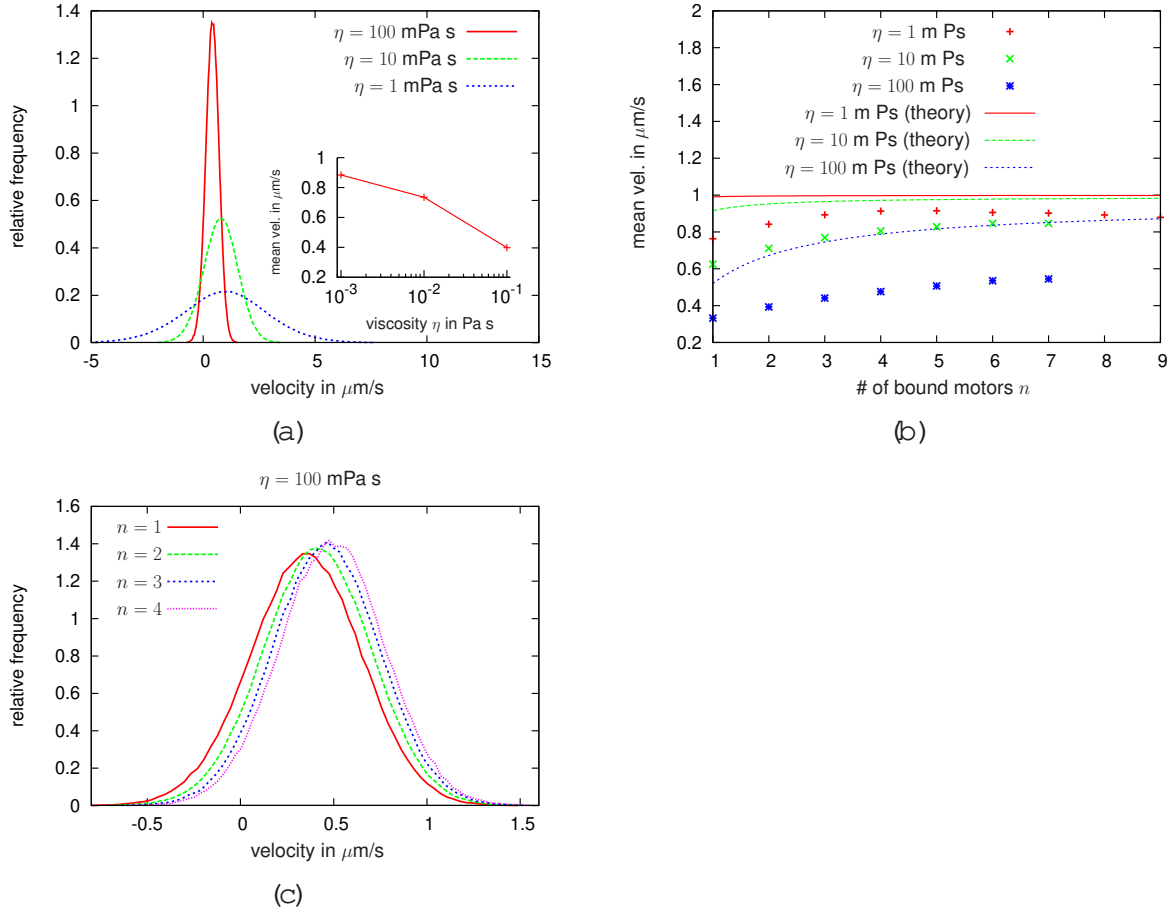 relative frequency
1.4
1.2
1
0.8
0.6
0.4
0.2
0
-5
0
5
10
15
velocity in μm/s
η = 100 mPa s
η = 10 mPa s
η = 1 mPa s
mean vel. in μm/s
1
0.8
0.6
0.4
0.2
10⁻³
10⁻²
10⁻¹
viscosity η in Pa s
(a)
mean vel. in μm/s
2
1.8
1.6
1.4
1.2
1
0.8
0.6
0.4
0.2
1
2
3
4
5
6
7
8
9
# of bound motors n
η = 1 m Ps
η = 10 m Ps
η = 100 m Ps
η = 1 m Ps (theory)
η = 10 m Ps (theory)
η = 100 m Ps (theory)
(b)
η = 100 mPa s
relative frequency
1.6
1.4
1.2
1
0.8
0.6
0.4
0.2
0
-0.5
0
0.5
1
1.5
velocity in μm/s
n = 1
n = 2
n = 3
n = 4
(c)